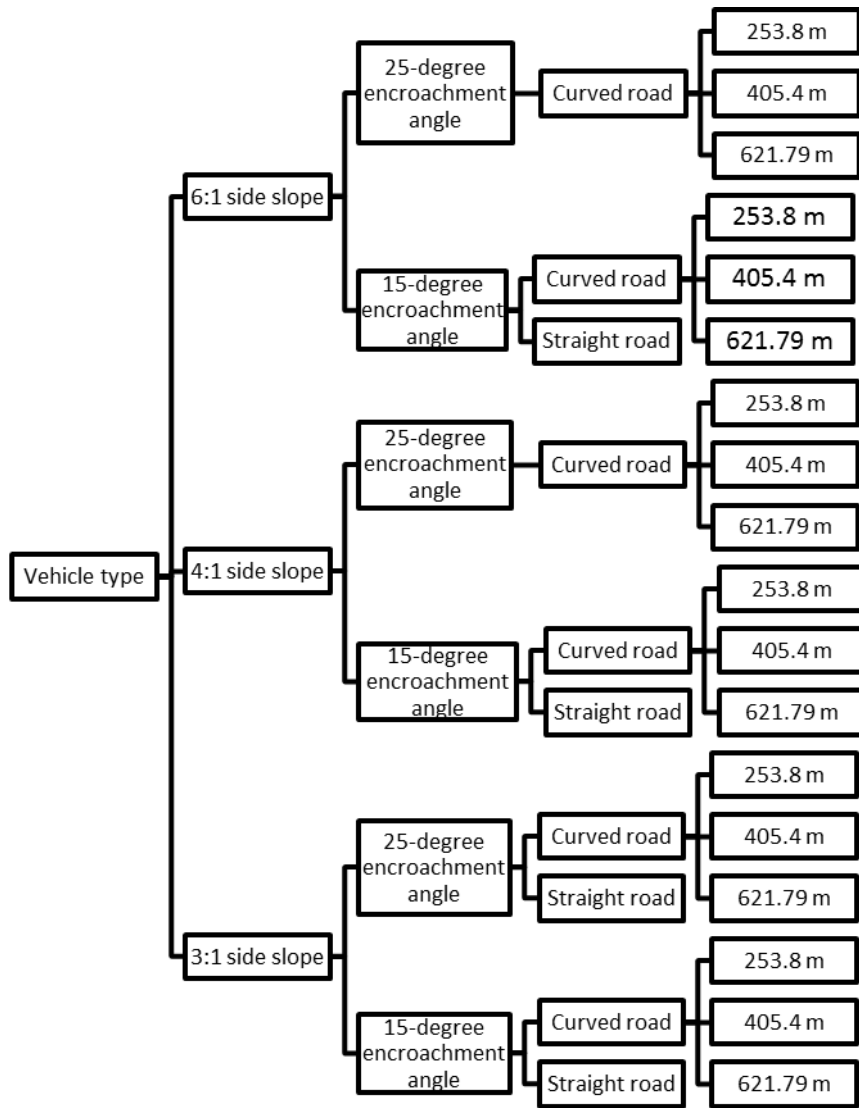 Vehicle type
6:1 side slope
25-degree
encroachment
angle
Curved road
253.8 m
405.4 m
621.79 m
15-degree
encroachment
angle
Curved road
253.8 m
405.4 m
621.79 m
Straight road
4:1 side slope
25-degree
encroachment
angle
Curved road
253.8 m
405.4 m
621.79 m
15-degree
encroachment
angle
Curved road
253.8 m
405.4 m
621.79 m
Straight road
3:1 side slope
25-degree
encroachment
angle
Curved road
253.8 m
405.4 m
621.79 m
Straight road
15-degree
encroachment
angle
Curved road
253.8 m
405.4 m
621.79 m
Straight road